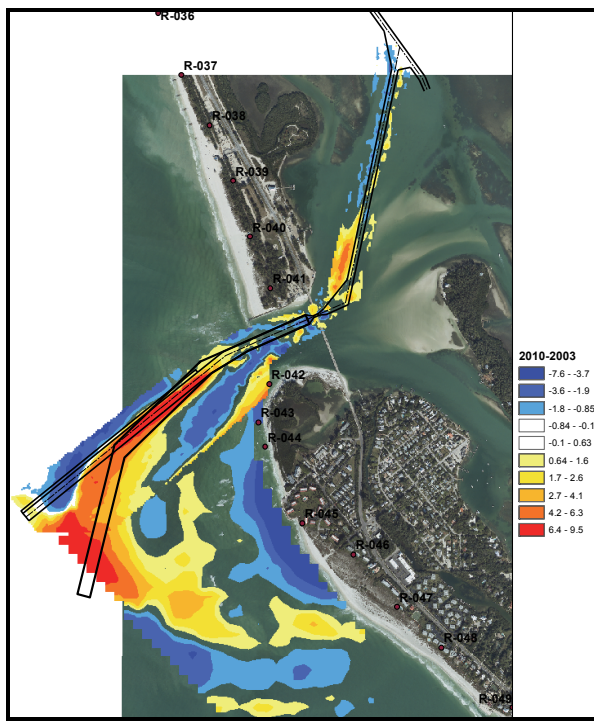 R-036
R-037
R-038
R-039
R-040
R-041
R-042
R-043
R-044
R-045
R-046
R-047
R-048
R-049
2010-2003
-7.6 - -3.7
-3.6 - -1.9
-1.8 - -0.85
-0.84 - -0.1
-0.1 - 0.63
0.64 - 1.6
1.7 - 2.6
2.7 - 4.1
4.2 - 6.3
6.4 - 9.5